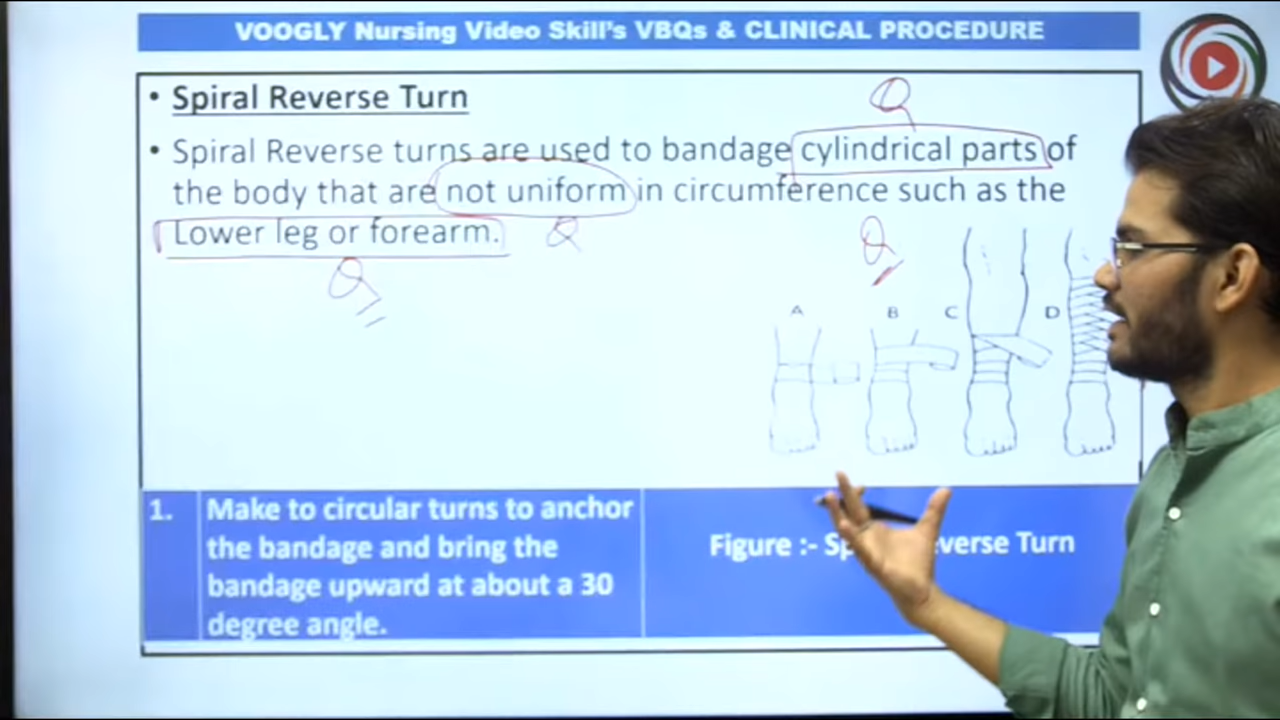 VOOGLY Nursing Video Skill's VBQs & CLINICAL PROCEDURE
• Spiral Reverse Turn
• Spiral Reverse turns are used to bandage cylindrical parts of
the body that are not uniform in circumference such as the
Lower leg or forearm.
Q
Q
Q
Q
A
B
C
D
1.
Make to circular turns to anchor
the bandage and bring the
bandage upward at about a 30
degree angle.
Figure :- Sp everse Turn